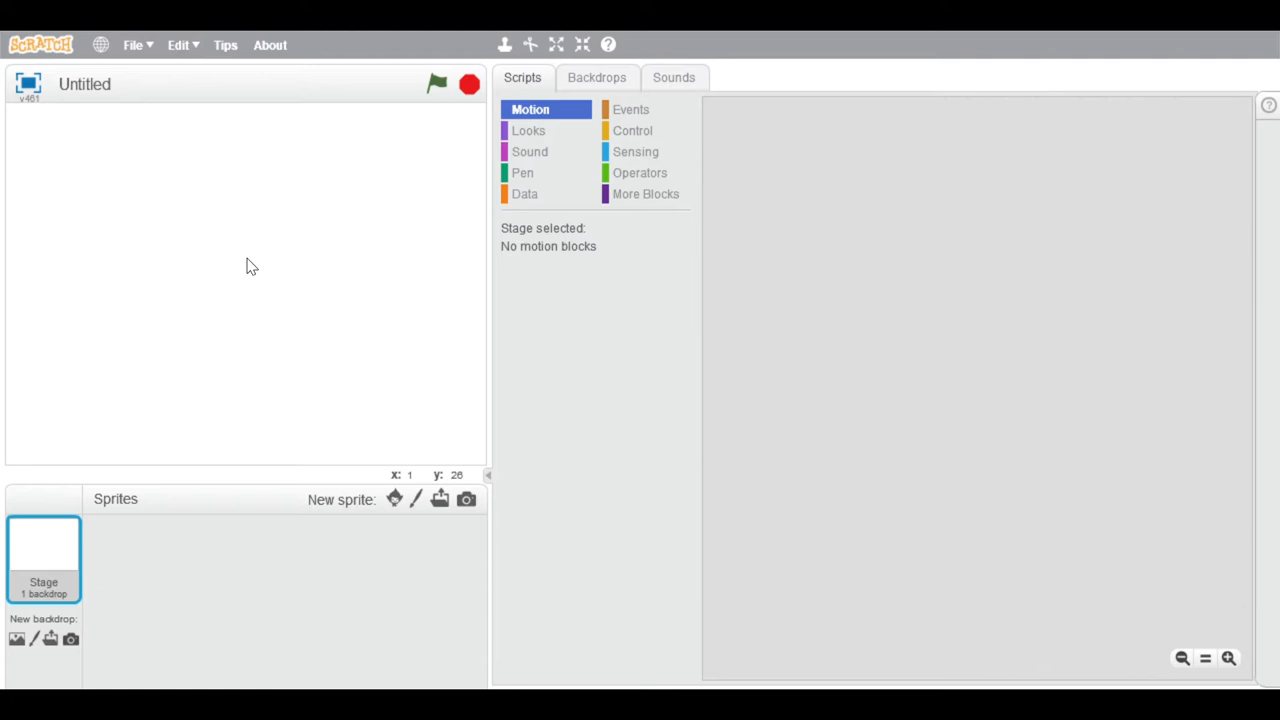 SCRATCH File Edit Tips About
v461 Untitled
Scripts Backdrops Sounds
Motion Events
Looks Control
Sound Sensing
Pen Operators
Data More Blocks
Stage selected:
No motion blocks
x: 1 y: 26
Sprites New sprite:
Stage
1 backdrop
New backdrop: